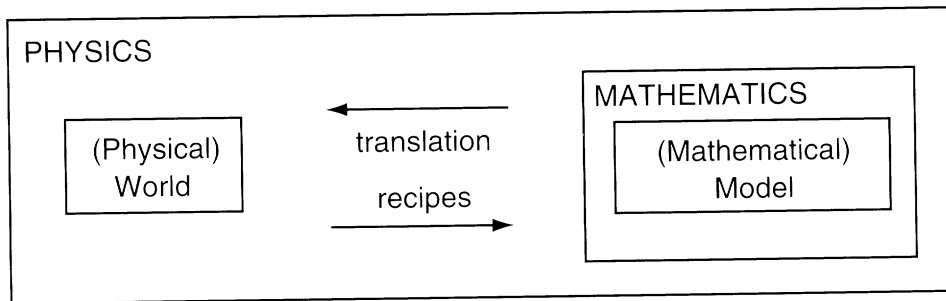 PHYSICS
MATHEMATICS
(Physical)
World
translation
recipes
(Mathematical)
Model